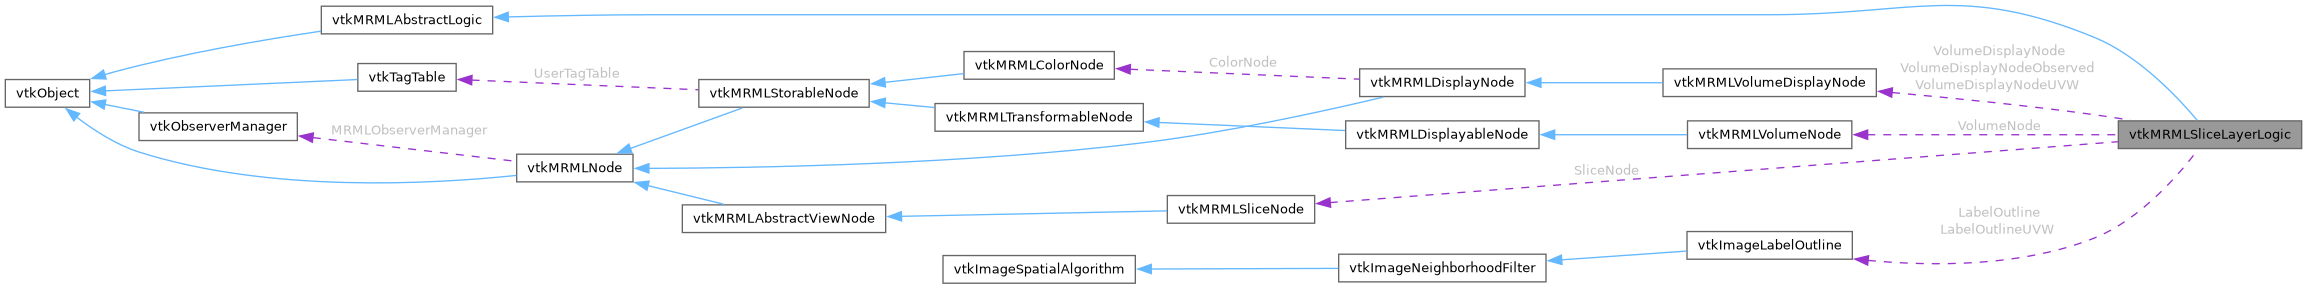 vtkMRMLAbstractLogic
VolumeDisplayNode
VolumeDisplayNodeObserved
VolumeDisplayNodeUVW
vtkObject
vtkTagTable
UserTagTable
vtkMRMLStorableNode
vtkMRMLColorNode
ColorNode
vtkMRMLDisplayNode
vtkMRMLVolumeDisplayNode
vtkObserverManager
MRMLObserverManager
vtkMRMLTransformableNode
vtkMRMLDisplayableNode
vtkMRMLVolumeNode
VolumeNode
vtkMRMLSliceLayerLogic
vtkMRMLNode
SliceNode
vtkMRMLAbstractViewNode
vtkMRMLSliceNode
LabelOutline
LabelOutlineUVW
vtkImageSpatialAlgorithm
vtkImageNeighborhoodFilter
vtkImageLabelOutline